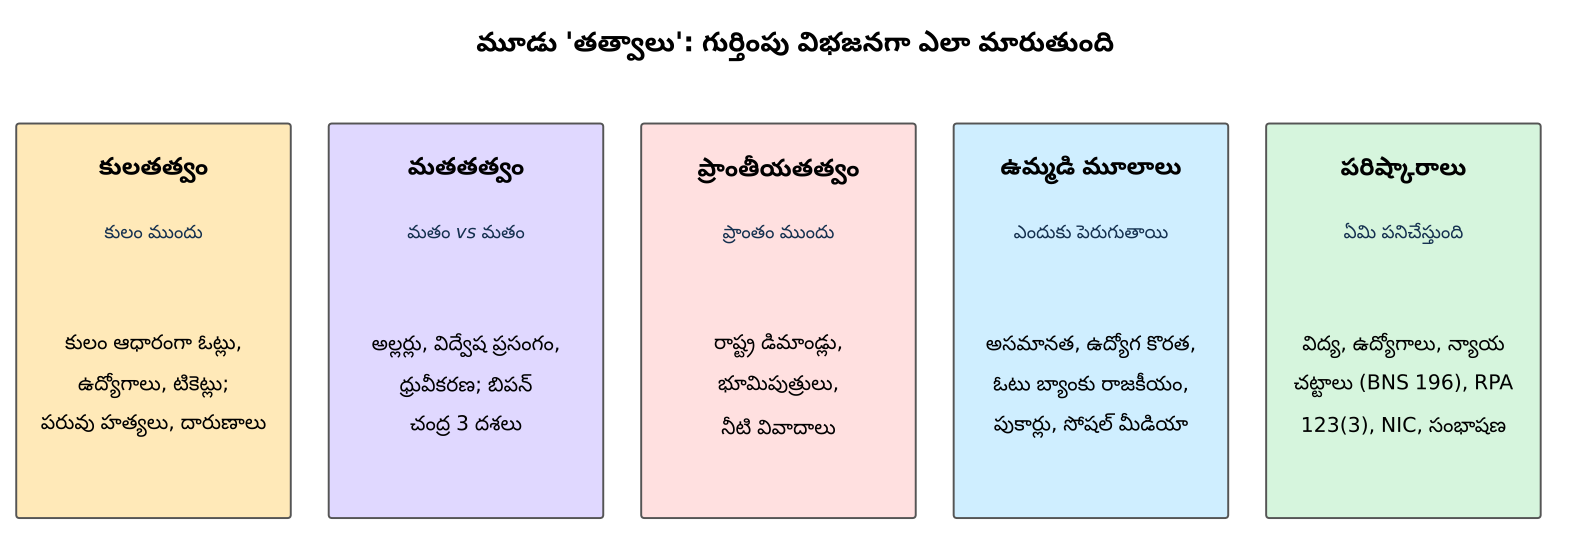 మూడు 'తత్వాలు': గుర్తింపు విభజనగా ఎలా మారుతుంది
కులతత్వం
కులం ముందు
కులం ఆధారంగా ఓట్లు,
ఉద్యోగాలు, టికెట్లు;
పరువు హత్యలు, దారుణాలు
మతతత్వం
మతం vs మతం
అల్లర్లు, విద్వేష ప్రసంగం,
ధ్రువీకరణ; బిపన్
చంద్ర 3 దశలు
ప్రాంతీయతత్వం
ప్రాంతం ముందు
రాష్ట్ర డిమాండ్లు,
భూమిపుత్రులు,
నీటి వివాదాలు
ఉమ్మడి మూలాలు
ఎందుకు పెరుగుతాయి
అసమానత, ఉద్యోగ కొరత,
ఓటు బ్యాంకు రాజకీయం,
పుకార్లు, సోషల్ మీడియా
పరిష్కారాలు
ఏమి పనిచేస్తుంది
విద్య, ఉద్యోగాలు, న్యాయ
చట్టాలు (BNS 196), RPA
123(3), NIC, సంభాషణ